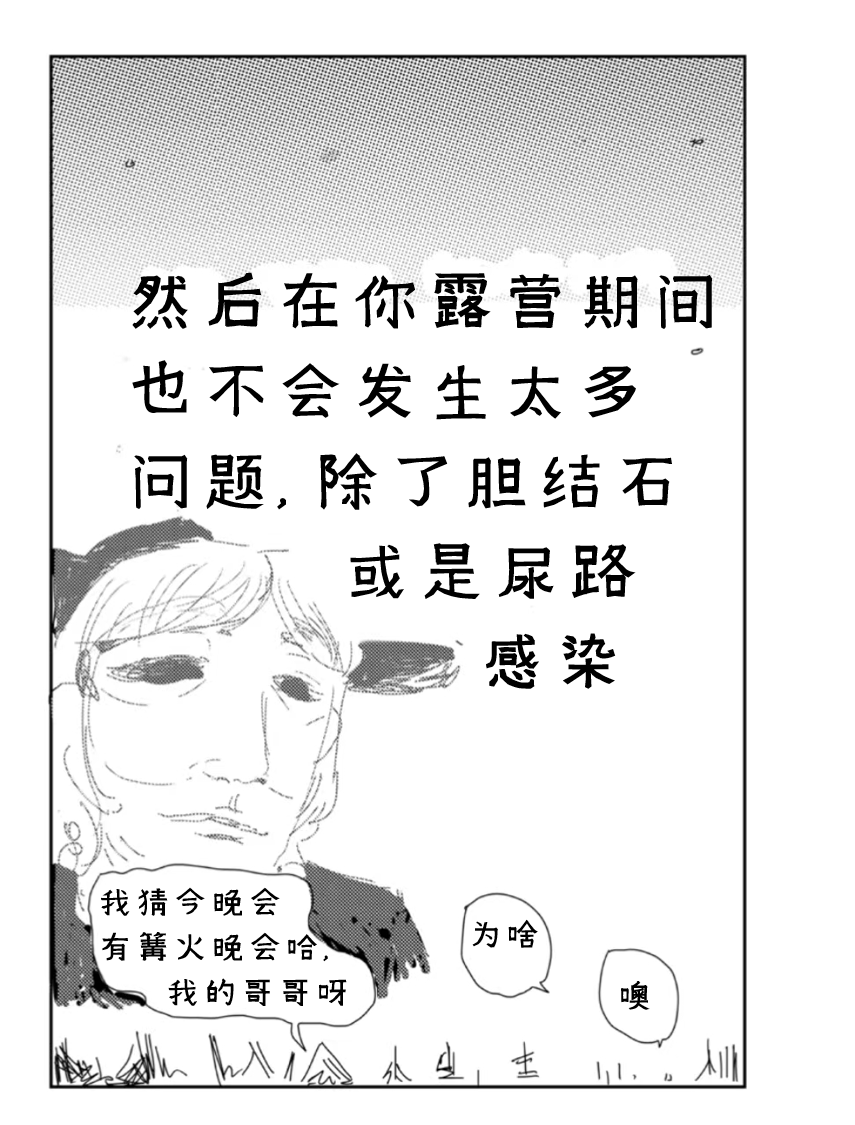 然后在你露营期间
也不会发生太多
问题,除了胆结石
或是尿路
感染
我猜今晚会
有篝火晚会哈,
我的哥哥呀
为啥
噢